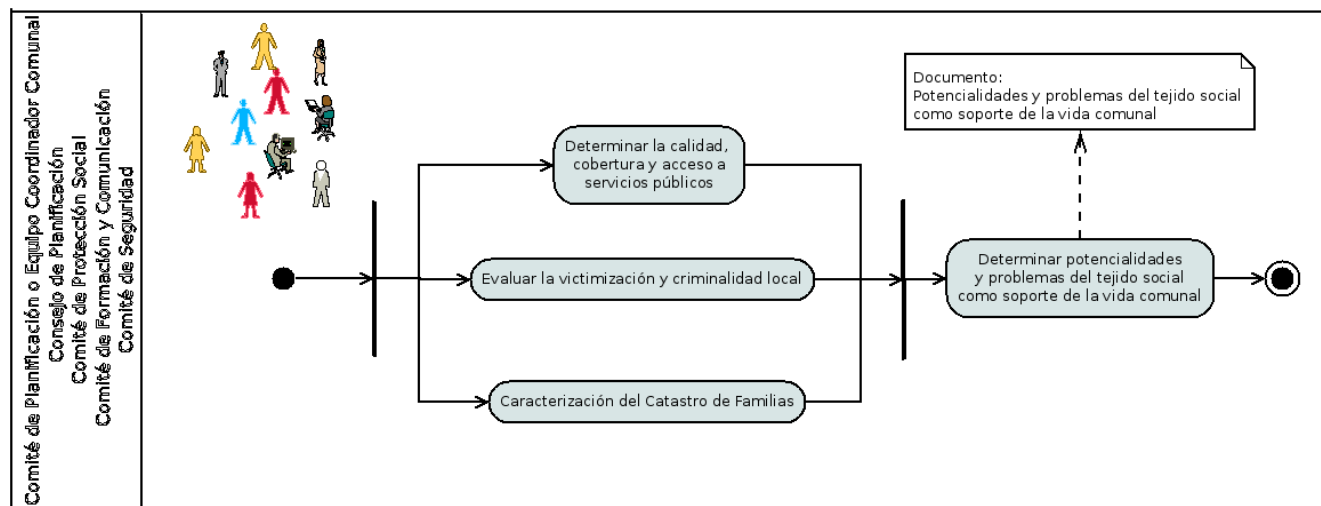 Comité de Planificación o Equipo Coordinador Comunal
Consejo de Planificación
Comité de Protección Social
Comité de Formación y Comunicación
Comité de Seguridad
Documento:
Potencialidades y problemas del tejido social
como soporte de la vida comunal
Determinar la calidad,
cobertura y acceso a
servicios públicos
Evaluar la victimización y criminalidad local
Caracterización del Catastro de Familias
Determinar potencialidades
y problemas del tejido social
como soporte de la vida comunal